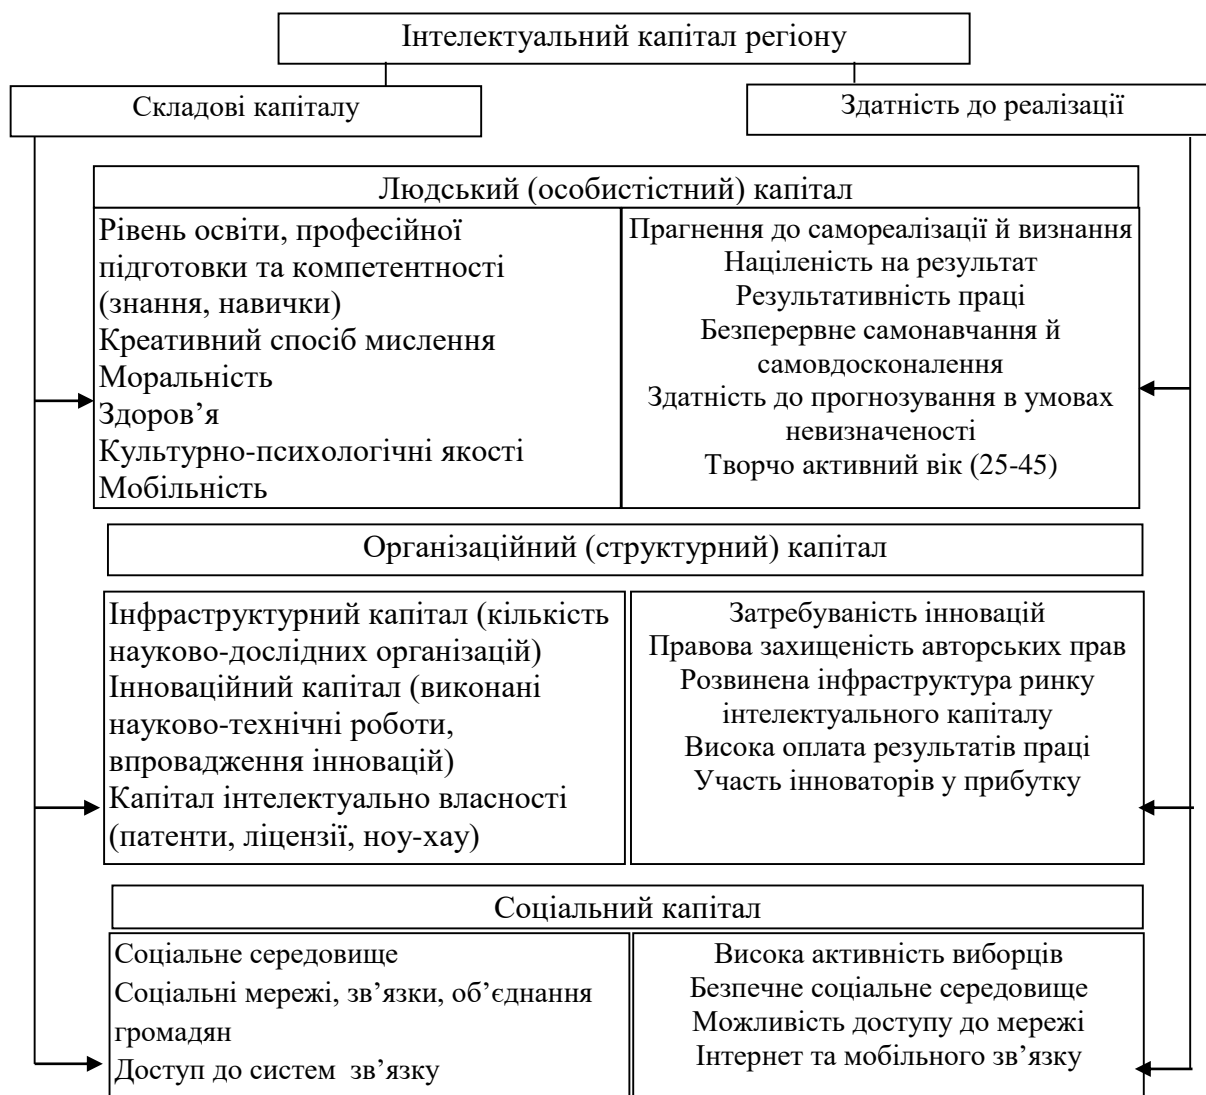 Інтелектуальний капітал регіону
Складові капіталу
Здатність до реалізації
Людський (особистістний) капітал
Рівень освіти, професійної
підготовки та компетентності
(знання, навички)
Креативний спосіб мислення
Моральність
Здоров’я
Культурно-психологічні якості
Мобільність
Прагнення до самореалізації й визнання
Націленість на результат
Результативність праці
Безперервне самонавчання й
самовдосконалення
Здатність до прогнозування в умовах
невизначеності
Творчо активний вік (25-45)
Організаційний (структурний) капітал
Інфраструктурний капітал (кількість
науково-дослідних організацій)
Інноваційний капітал (виконані
науково-технічні роботи,
впровадження інновацій)
Капітал інтелектуально власності
(патенти, ліцензії, ноу-хау)
Затребуваність інновацій
Правова захищеність авторських прав
Розвинена інфраструктура ринку
інтелектуального капіталу
Висока оплата результатів праці
Участь інноваторів у прибутку
Соціальний капітал
Соціальне середовище
Соціальні мережі, зв’язки, об’єднання
громадян
Доступ до систем зв’язку
Висока активність виборців
Безпечне соціальне середовище
Можливість доступу до мережі
Інтернет та мобільного зв’язку